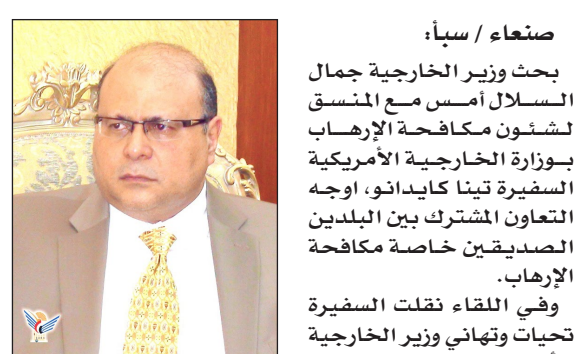 صنعاء / سبأ:
بحث وزير الخارجية جمال
السلال أمس مع المنسق
لشئون مكافحة الإرهاب
بوزارة الخارجية الأمريكية
السفيرة تينا كايدانو، اوجه
التعاون المشترك بين البلدين
الصديقين خاصة مكافحة
الإرهاب.
وفي اللقاء نقلت السفيرة
تحيات وتهاني وزير الخارجية